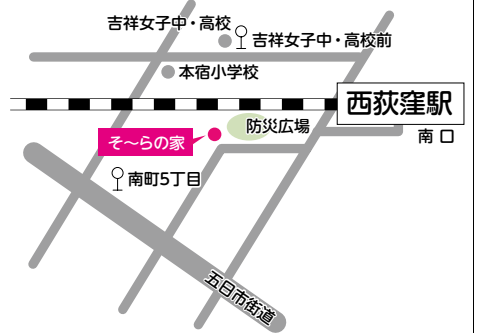 吉祥女子中・高校
吉祥女子中・高校前
本宿小学校
西荻窪駅
防災広場
南口
そ〜らの家
南町5丁目
五日市街道